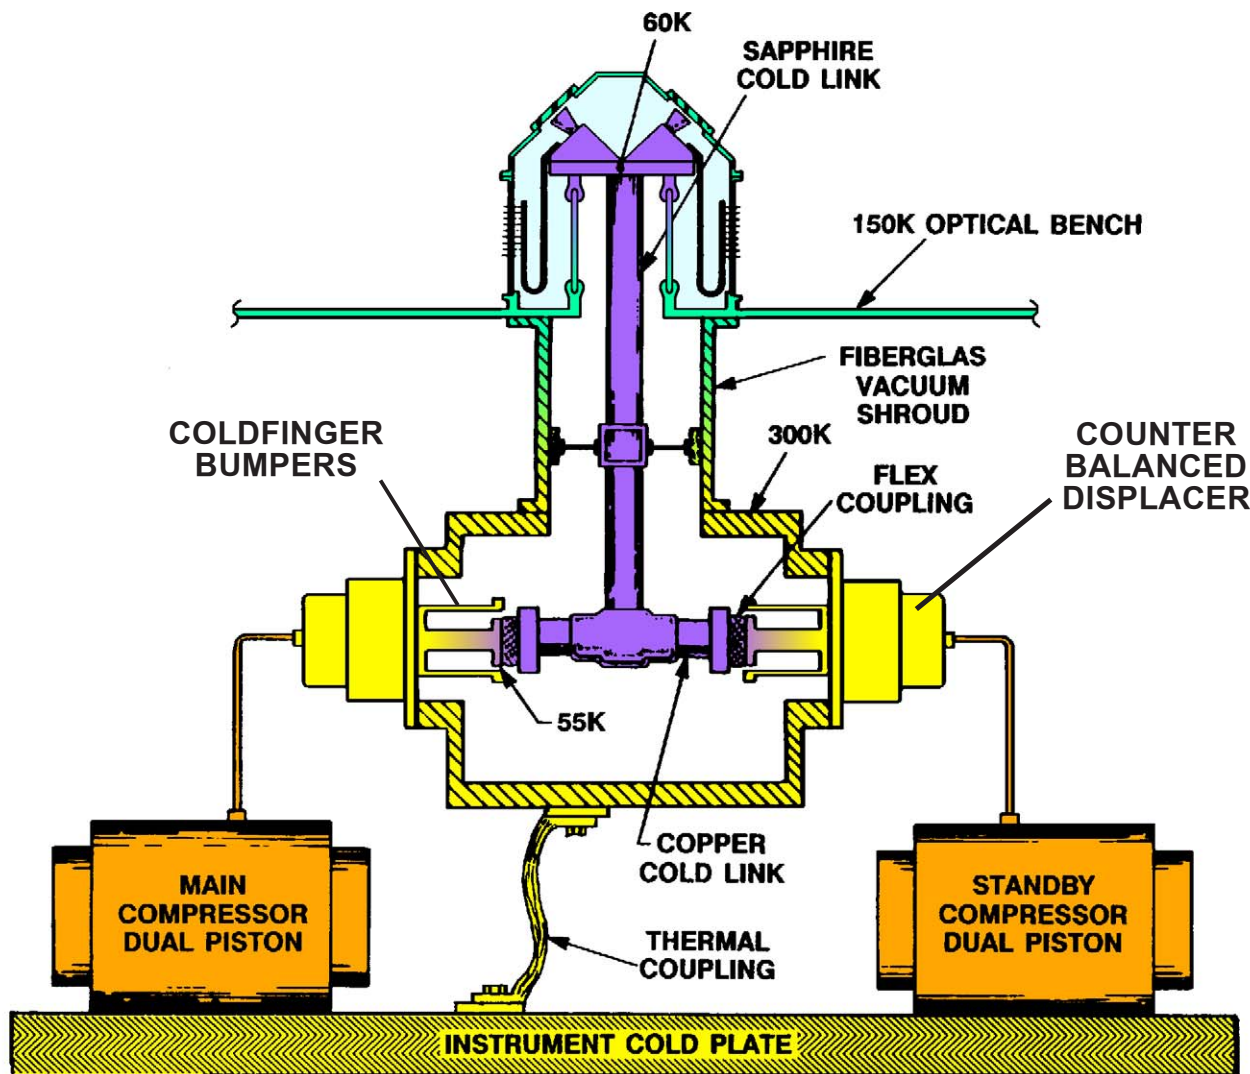 60K
SAPPHIRE
COLD LINK
150K OPTICAL BENCH
FIBERGLAS
VACUUM
SHROUD
COLDFINGER
BUMPERS
300K
FLEX
COUPLING
COUNTER
BALANCED
DISPLACER
55K
COPPER
COLD LINK
MAIN
COMPRESSOR
DUAL PISTON
THERMAL
COUPLING
STANDBY
COMPRESSOR
DUAL PISTON
INSTRUMENT COLD PLATE